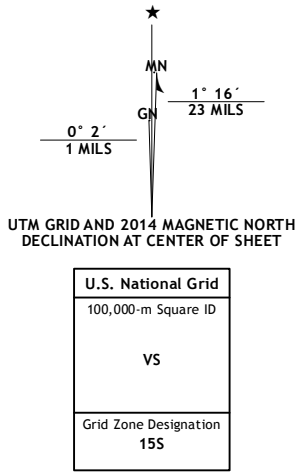 ★
MN
1° 16´
23 MILS
GN
0° 2´
1 MILS
UTM GRID AND 2014 MAGNETIC NORTH
DECLINATION AT CENTER OF SHEET
U.S. National Grid
100,000-m Square ID
VS
Grid Zone Designation
15S